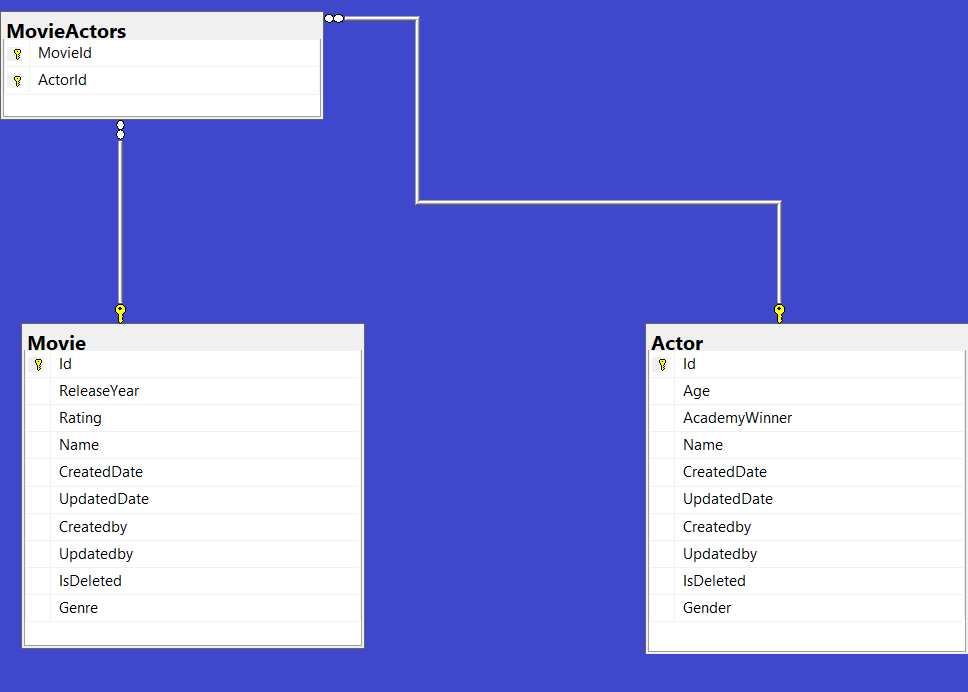 MovieActors
MovieId
ActorId
Movie
Id
ReleaseYear
Rating
Name
CreatedDate
UpdatedDate
Createdby
Updatedby
IsDeleted
Genre
Actor
Id
Age
AcademyWinner
Name
CreatedDate
UpdatedDate
Createdby
Updatedby
IsDeleted
Gender